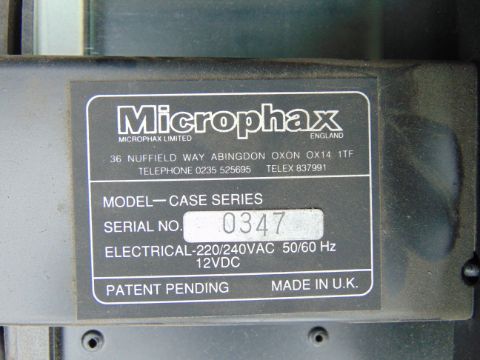 Microphax
MICROPHAX LIMITED ENGLAND
36 NUFFIELD WAY ABINGDON OXON OX14 1TF
TELEPHONE 0235 525695 TELEX 837991
MODEL—CASE SERIES
SERIAL NO. 0347
ELECTRICAL-220/240VAC 50/60 Hz
12VDC
PATENT PENDING MADE IN U.K.